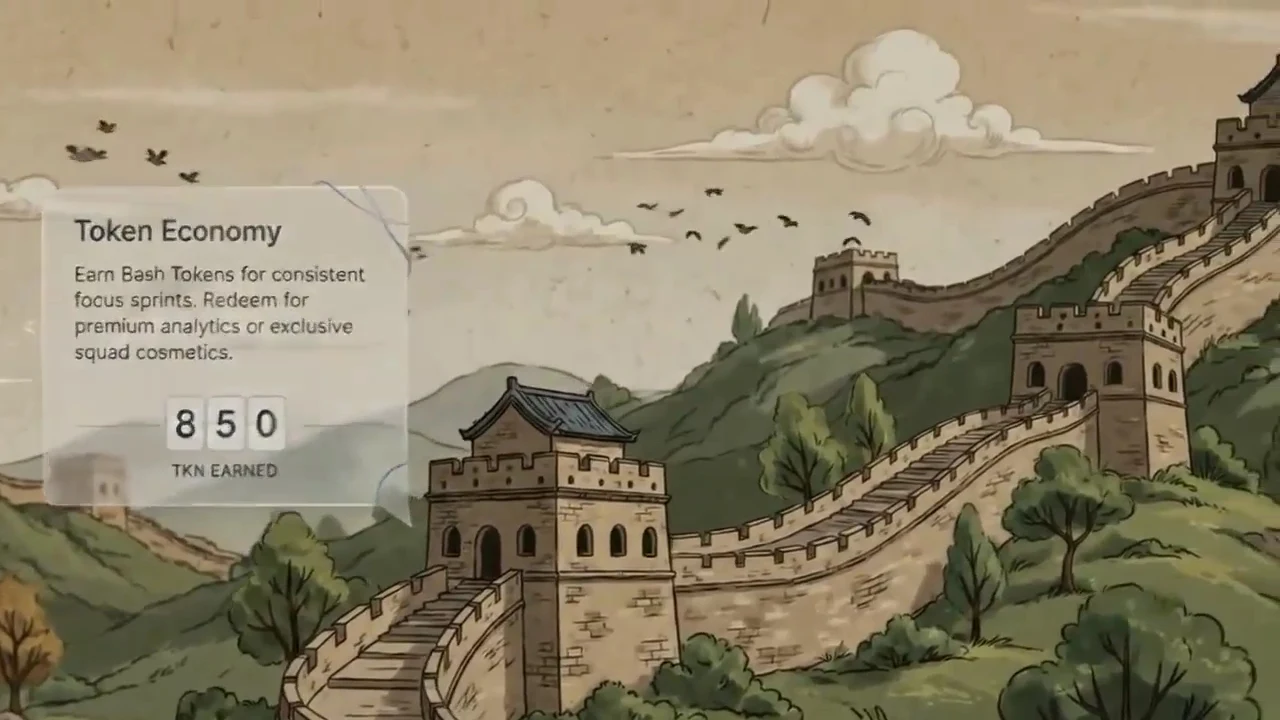 Token Economy
Earn Bash Tokens for consistent
focus sprints. Redeem for
premium analytics or exclusive
squad cosmetics.
850
TKN EARNED